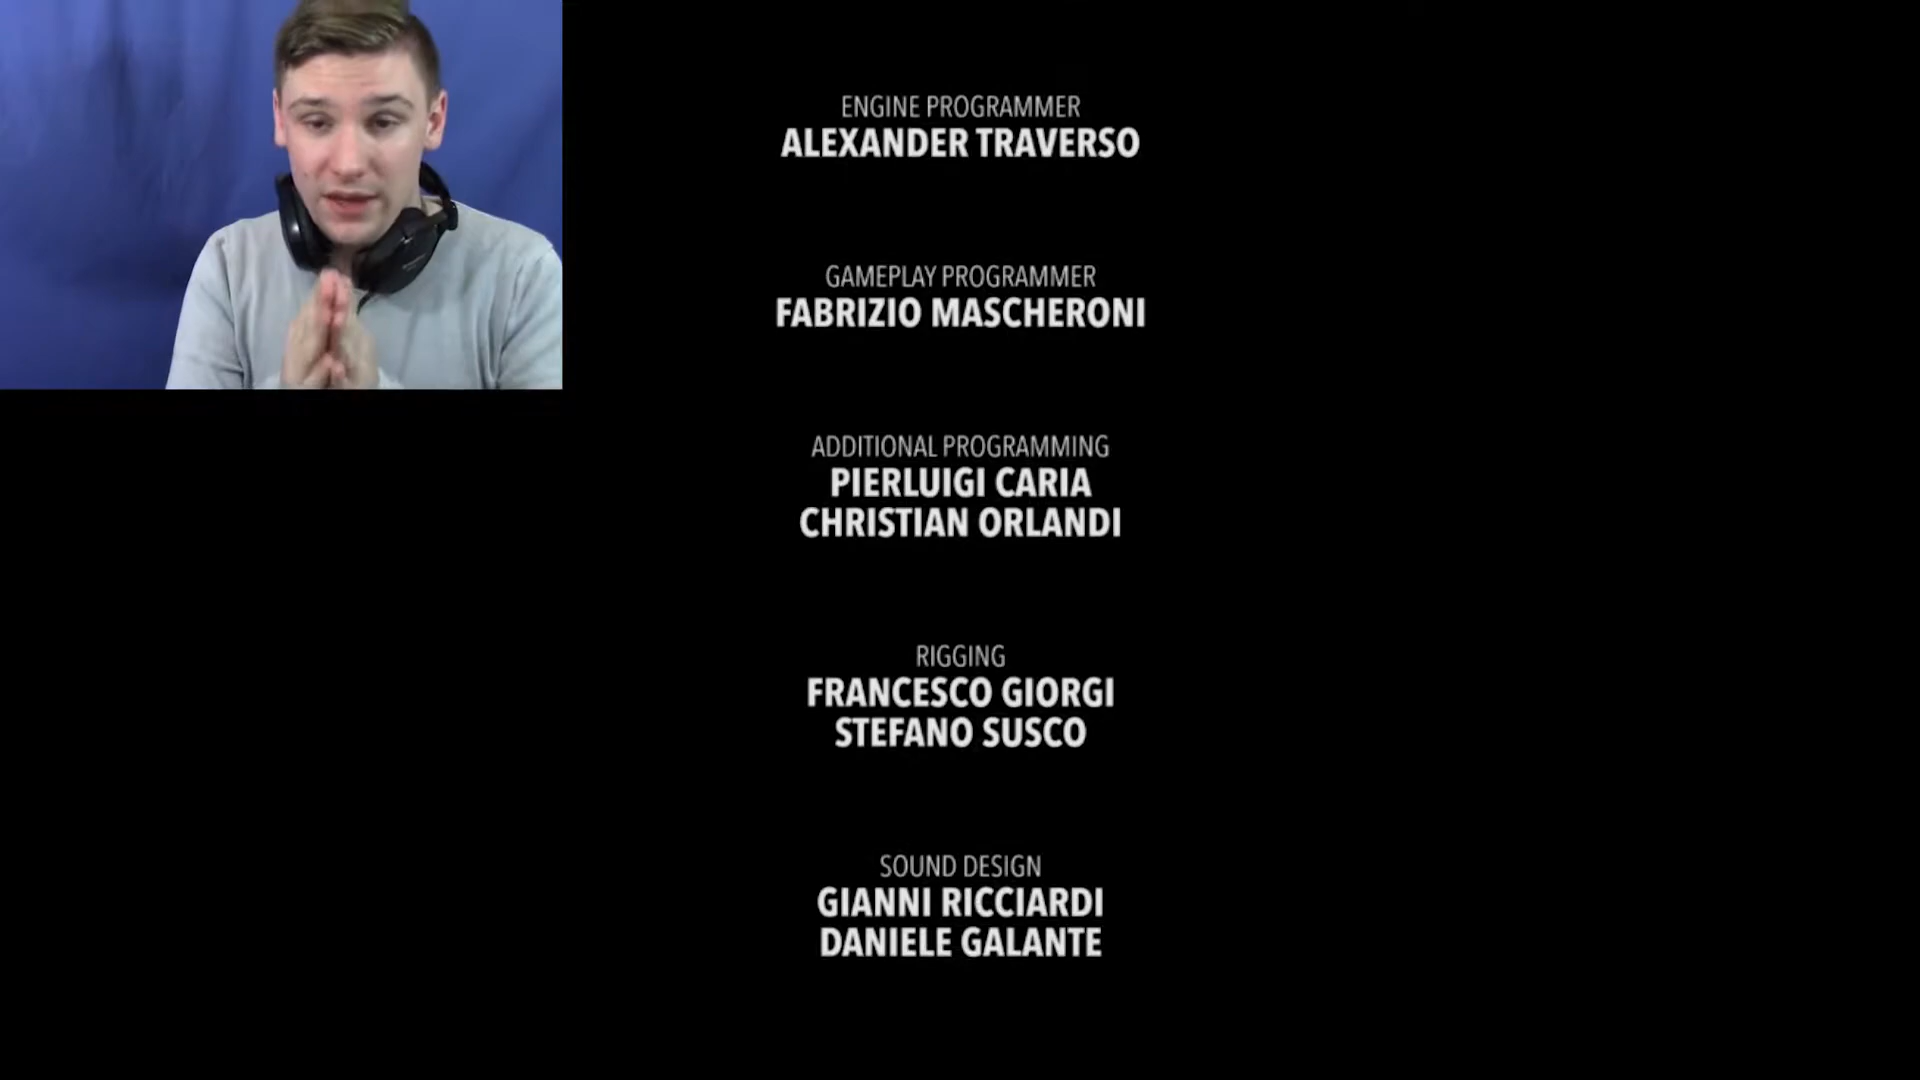 ENGINE PROGRAMMER
ALEXANDER TRAVERSO
GAMEPLAY PROGRAMMER
FABRIZIO MASCHERONI
ADDITIONAL PROGRAMMING
PIERLUIGI CARIA
CHRISTIAN ORLANDI
RIGGING
FRANCESCO GIORGI
STEFANO SUSCO
SOUND DESIGN
GIANNI RICCIARDI
DANIELE GALANTE